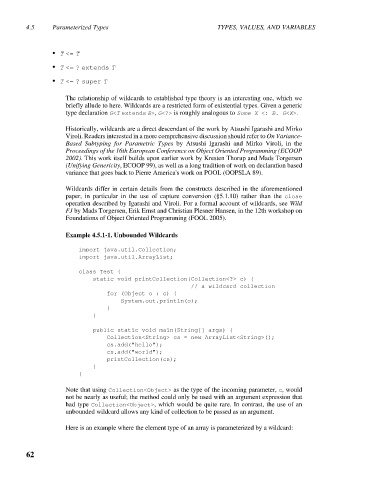 4.5 Parameterized Types TYPES, VALUES, AND VARIABLES
• T <= T
• T <= ? extends T
• T <= ? super T
The relationship of wildcards to established type theory is an interesting one, which we
briefly allude to here. Wildcards are a restricted form of existential types. Given a generic
type declaration G<T extends B>, G<?> is roughly analogous to Some X <: B. G<X>.
Historically, wildcards are a direct descendant of the work by Atsushi Igarashi and Mirko
Viroli. Readers interested in a more comprehensive discussion should refer to On Variance-
Based Subtyping for Parametric Types by Atsushi Igarashi and Mirko Viroli, in the
Proceedings of the 16th European Conference on Object Oriented Programming (ECOOP
2002). This work itself builds upon earlier work by Kresten Thorup and Mads Torgersen
(Unifying Genericity, ECOOP 99), as well as a long tradition of work on declaration based
variance that goes back to Pierre America's work on POOL (OOPSLA 89).
Wildcards differ in certain details from the constructs described in the aforementioned
paper, in particular in the use of capture conversion (§5.1.10) rather than the close
operation described by Igarashi and Viroli. For a formal account of wildcards, see Wild
FJ by Mads Torgersen, Erik Ernst and Christian Plesner Hansen, in the 12th workshop on
Foundations of Object Oriented Programming (FOOL 2005).
Example 4.5.1-1. Unbounded Wildcards
import java.util.Collection;
import java.util.ArrayList;
class Test {
static void printCollection(Collection<?> c) {
// a wildcard collection
for (Object o : c) {
System.out.println(o);
}
}
public static void main(String[] args) {
Collection<String> cs = new ArrayList<String>();
cs.add("hello");
cs.add("world");
printCollection(cs);
}
}
Note that using Collection<Object> as the type of the incoming parameter, c, would
not be nearly as useful; the method could only be used with an argument expression that
had type Collection<Object>, which would be quite rare. In contrast, the use of an
unbounded wildcard allows any kind of collection to be passed as an argument.
Here is an example where the element type of an array is parameterized by a wildcard:
62